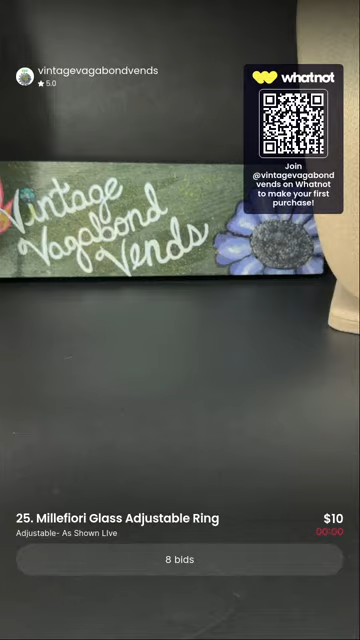 vintagevagabondvends
5.0
whatnot
Join
@vintagevagabond
vends on Whatnot
to make your first
purchase!
Vintage
Vagabond
Vends
25. Millefiori Glass Adjustable Ring
$10
Adjustable- As Shown LIve
00:00
8 bids